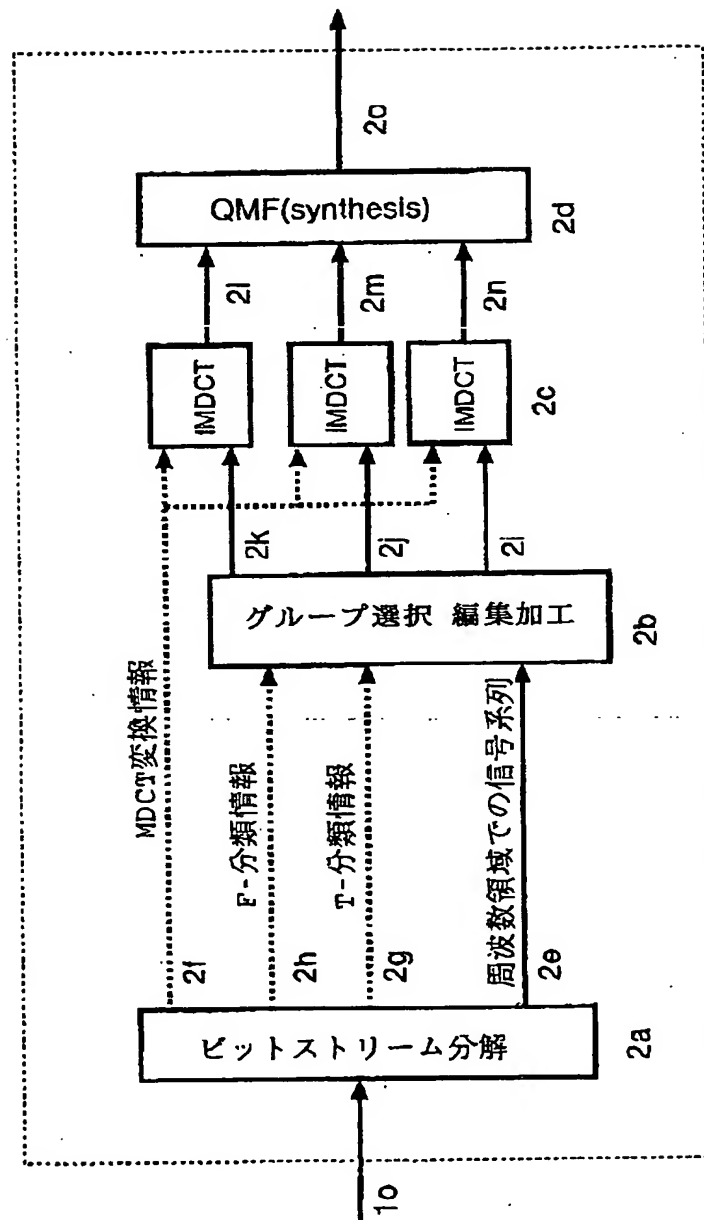 1o
ビットストリーム分解
2a
2f
MDCT変換情報
2h
F-分類情報
2g
T-分類情報
2e
周波数領域での信号系列
グループ選択 編集加工
2b
2k
2j
2i
IMDCT
IMDCT
IMDCT
2c
2l
2m
2n
QMF(synthesis)
2d
2o